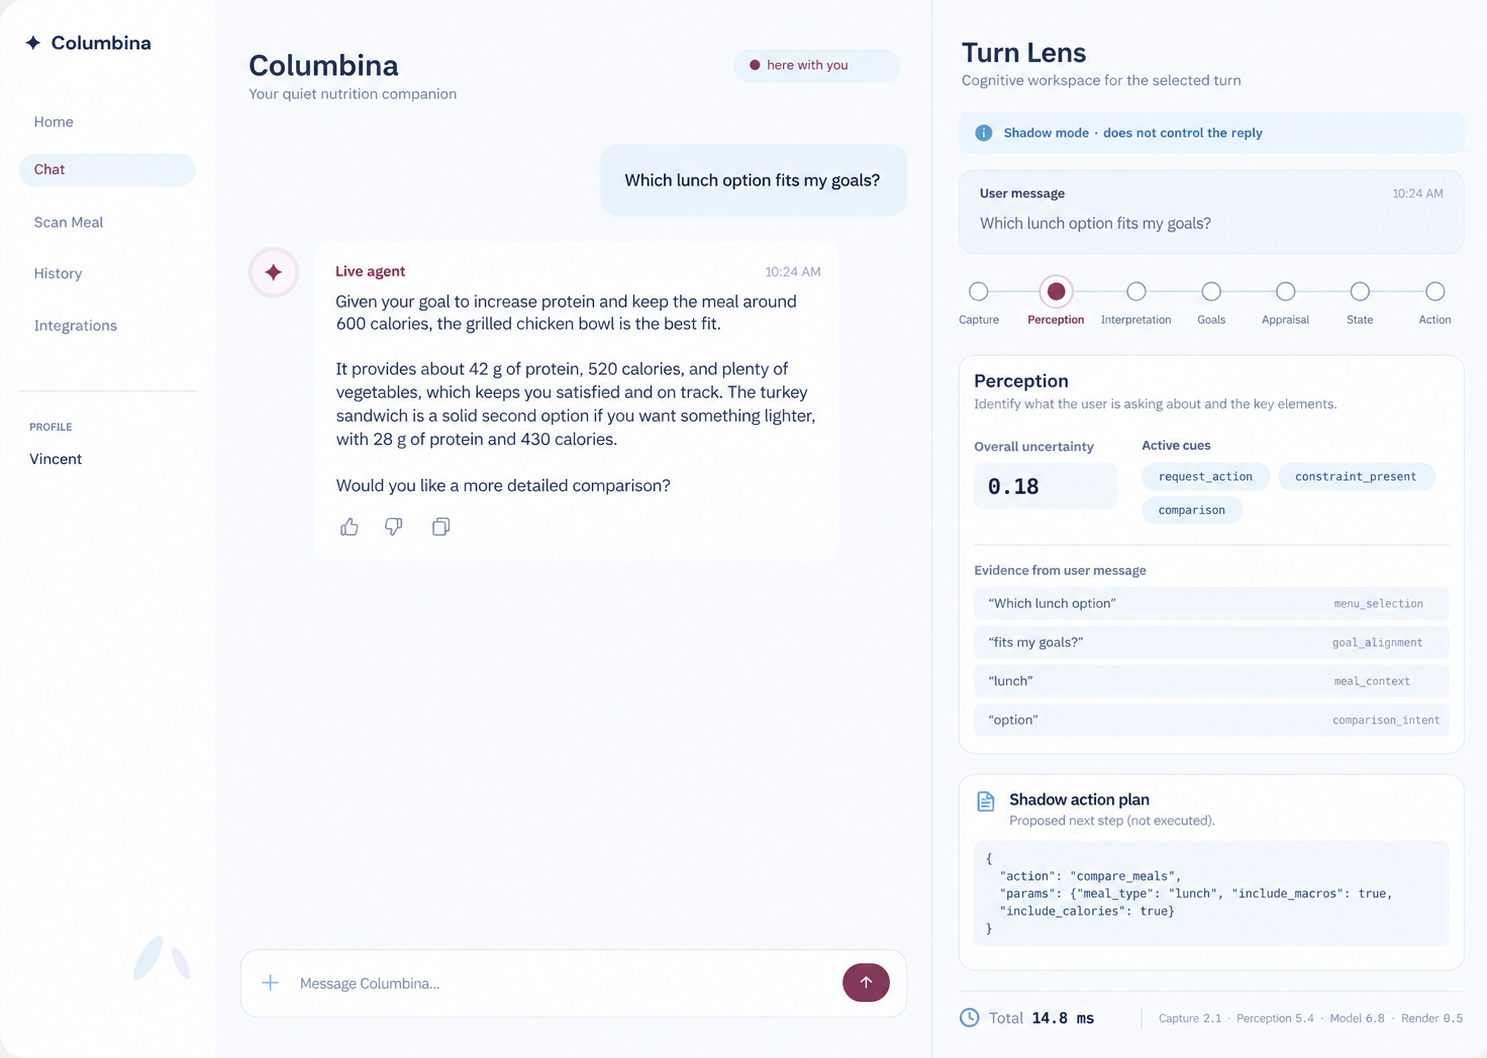 Columbina
Home
Chat
Scan Meal
History
Integrations
PROFILE
Vincent
Columbina
Your quiet nutrition companion
here with you
Which lunch option fits my goals?
Live agent
10:24 AM
Given your goal to increase protein and keep the meal around
600 calories, the grilled chicken bowl is the best fit.
It provides about 42 g of protein, 520 calories, and plenty of
vegetables, which keeps you satisfied and on track. The turkey
sandwich is a solid second option if you want something lighter,
with 28 g of protein and 430 calories.
Would you like a more detailed comparison?
Message Columbina...
Turn Lens
Cognitive workspace for the selected turn
Shadow mode · does not control the reply
User message
10:24 AM
Which lunch option fits my goals?
Capture
Perception
Interpretation
Goals
Appraisal
State
Action
Perception
Identify what the user is asking about and the key elements.
Overall uncertainty
0.18
Active cues
request_action
constraint_present
comparison
Evidence from user message
“Which lunch option” menu_selection
“fits my goals?” goal_alignment
“lunch” meal_context
“option” comparison_intent
Shadow action plan
Proposed next step (not executed).
{
"action": "compare_meals",
"params": {"meal_type": "lunch", "include_macros": true,
"include_calories": true}
}
Total 14.8 ms
Capture 2.1 · Perception 5.4 · Model 6.8 · Render 0.5